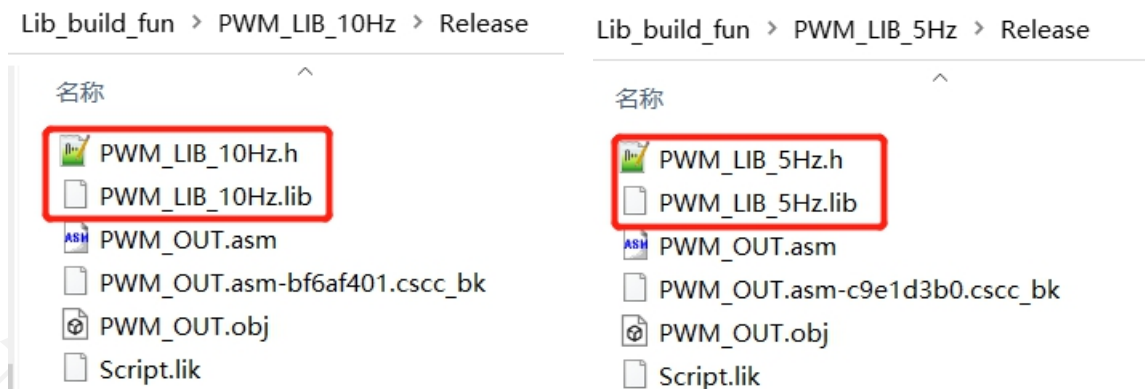 Lib_build_fun > PWM_LIB_10Hz > Release
名称
PWM_LIB_10Hz.h
PWM_LIB_10Hz.lib
PWM_OUT.asm
PWM_OUT.asm-bf6af401.cscc_bk
PWM_OUT.obj
Script.lik
Lib_build_fun > PWM_LIB_5Hz > Release
名称
PWM_LIB_5Hz.h
PWM_LIB_5Hz.lib
PWM_OUT.asm
PWM_OUT.asm-c9e1d3b0.cscc_bk
PWM_OUT.obj
Script.lik